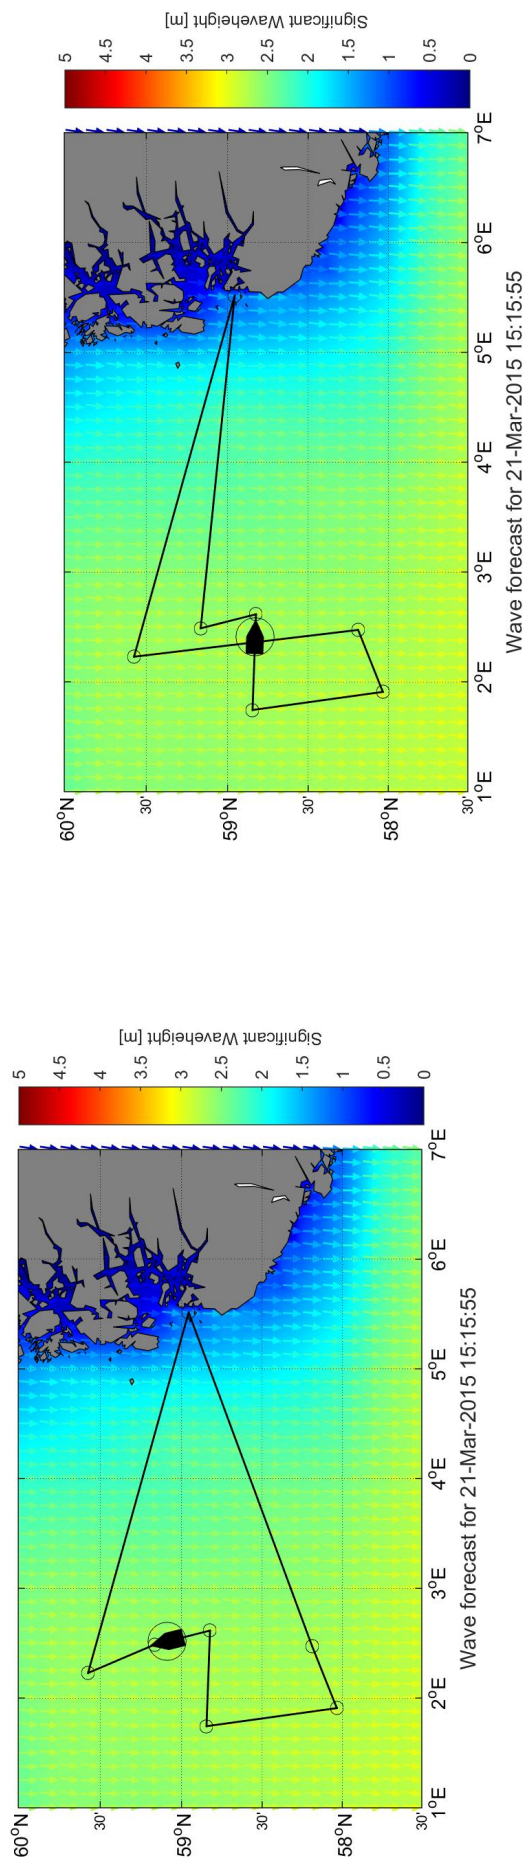 60°N
30'
59°N
30'
58°N
30'
1°E 2°E 3°E 4°E 5°E 6°E 7°E
Wave forecast for 21-Mar-2015 15:15:55
5
4.5
4
3.5
3
2.5
2
1.5
1
0.5
0
Significant Waveheight [m]
60°N
30'
59°N
30'
58°N
30'
1°E 2°E 3°E 4°E 5°E 6°E 7°E
Wave forecast for 21-Mar-2015 15:15:55
5
4.5
4
3.5
3
2.5
2
1.5
1
0.5
0
Significant Waveheight [m]